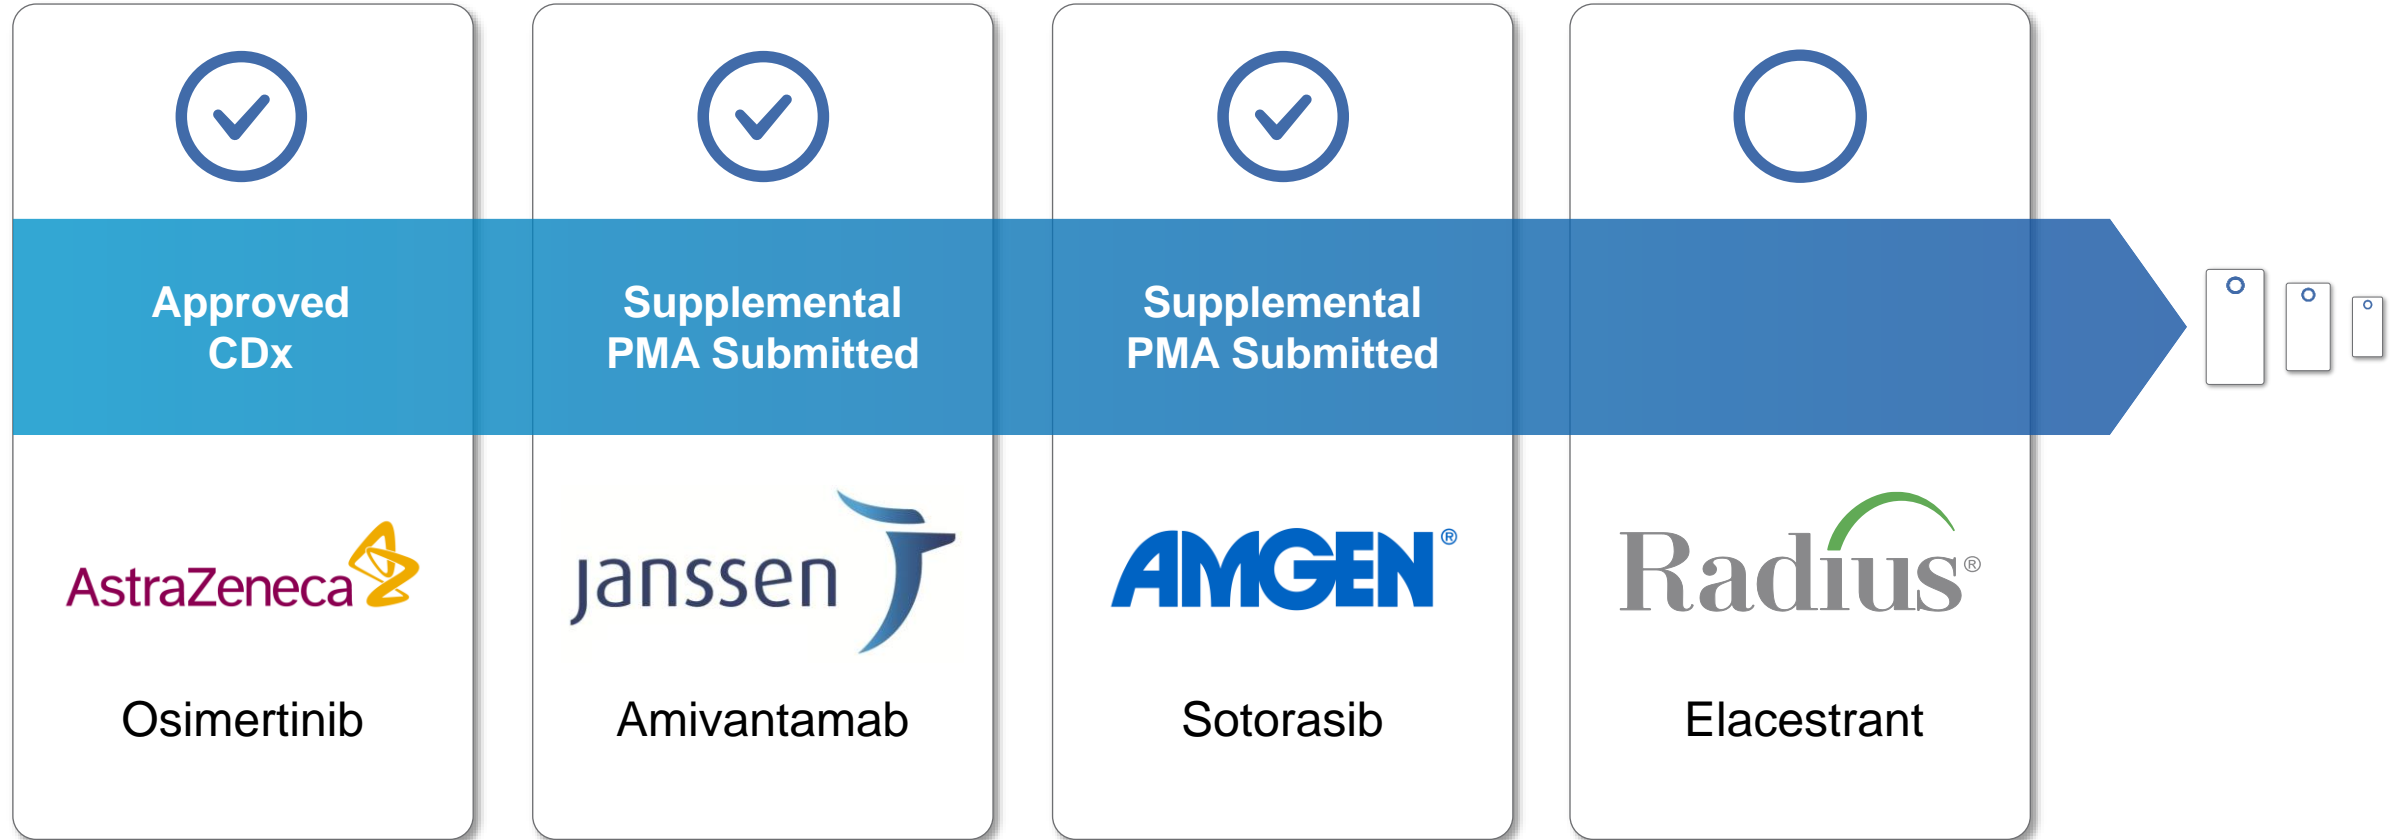 Approved
CDx
Supplemental
PMA Submitted
Supplemental
PMA Submitted
AstraZeneca
janssen
AMGEN®
Radius®
Osimertinib
Amivantamab
Sotorasib
Elacestrant